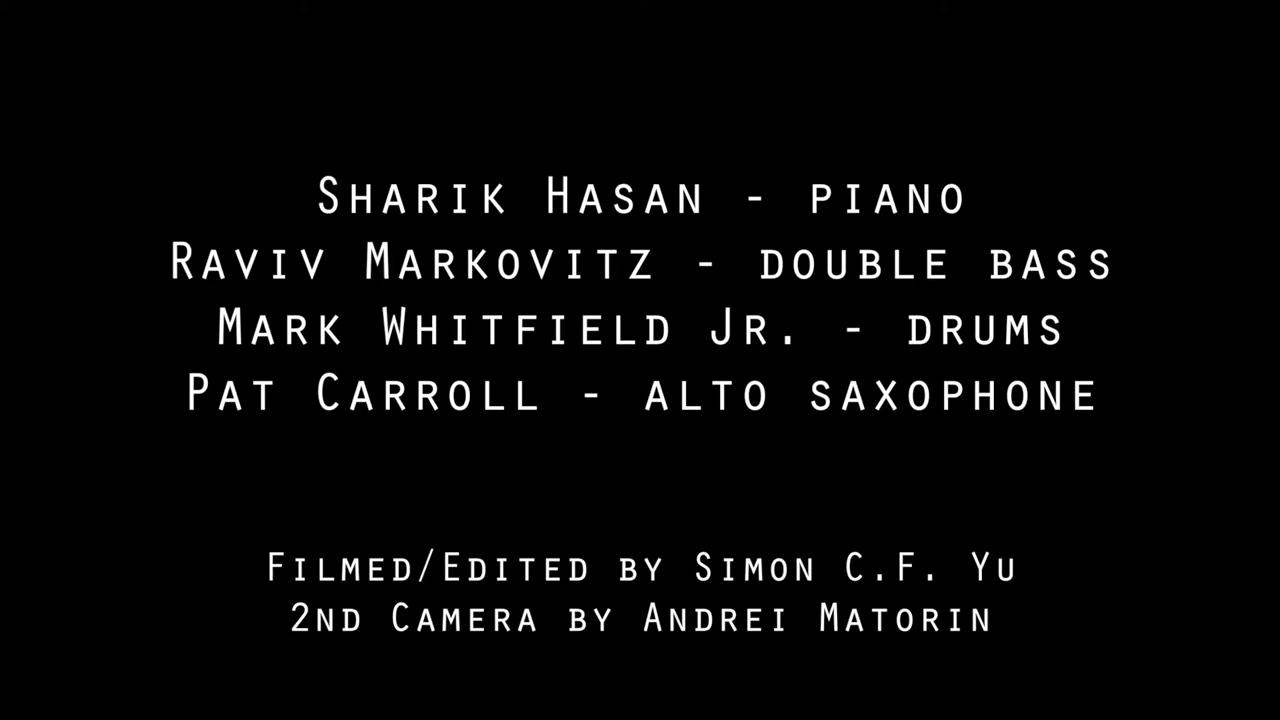 Sharik Hasan - piano
Raviv Markovitz - double bass
Mark Whitfield Jr. - drums
Pat Carroll - alto saxophone
Filmed/Edited by Simon C.F. Yu
2nd Camera by Andrei Matorin